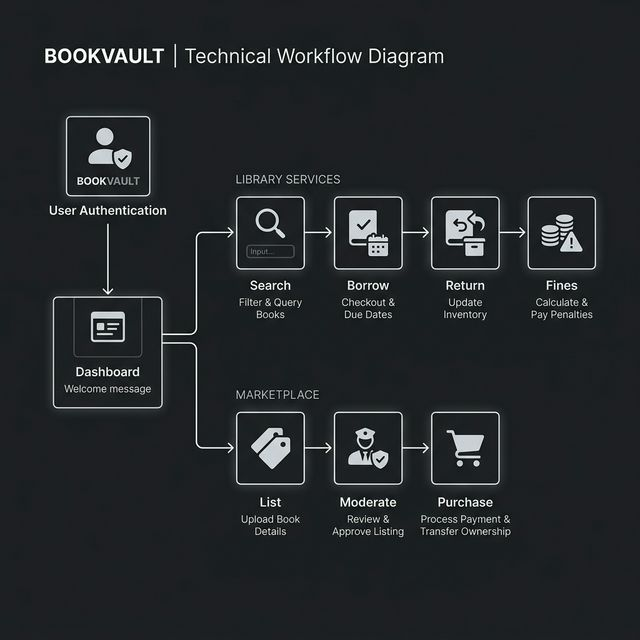 BOOKVAULT | Technical Workflow Diagram
BOOKVAULT
User Authentication
Dashboard
Welcome message
LIBRARY SERVICES
Input...
Search
Filter & Query
Books
Borrow
Checkout &
Due Dates
Return
Update
Inventory
Fines
Calculate &
Pay Penalties
MARKETPLACE
List
Upload Book
Details
Moderate
Review &
Approve Listing
Purchase
Process Payment &
Transfer Ownership